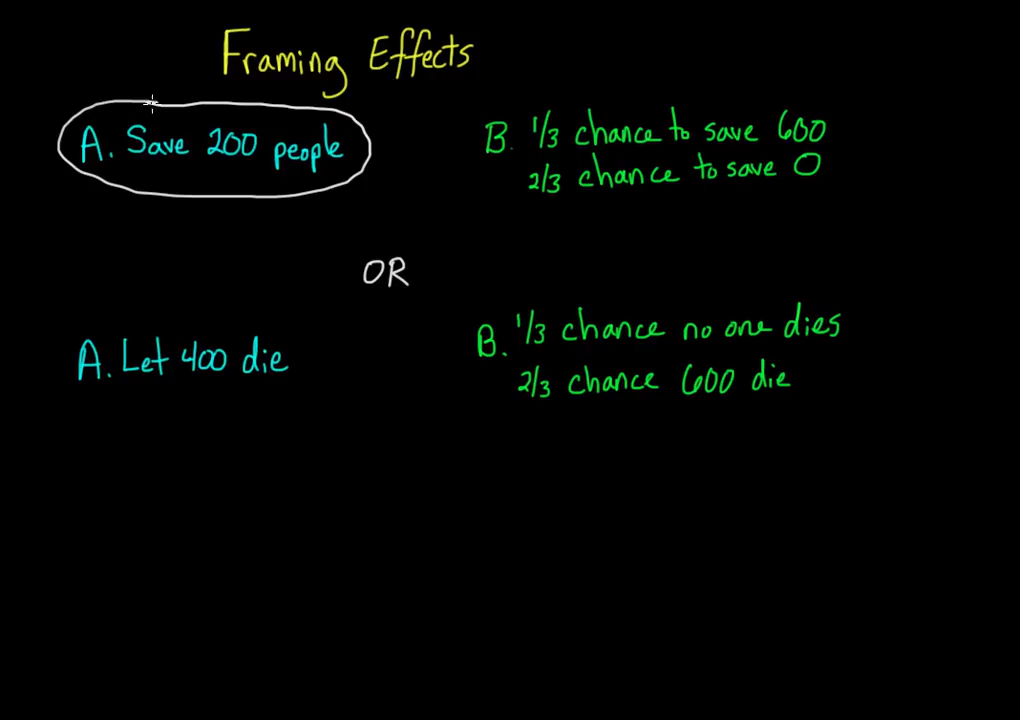 Framing Effects
A. Save 200 people
B. 1/3 chance to save 600
2/3 chance to save 0
OR
A. Let 400 die
B. 1/3 chance no one dies
2/3 chance 600 die